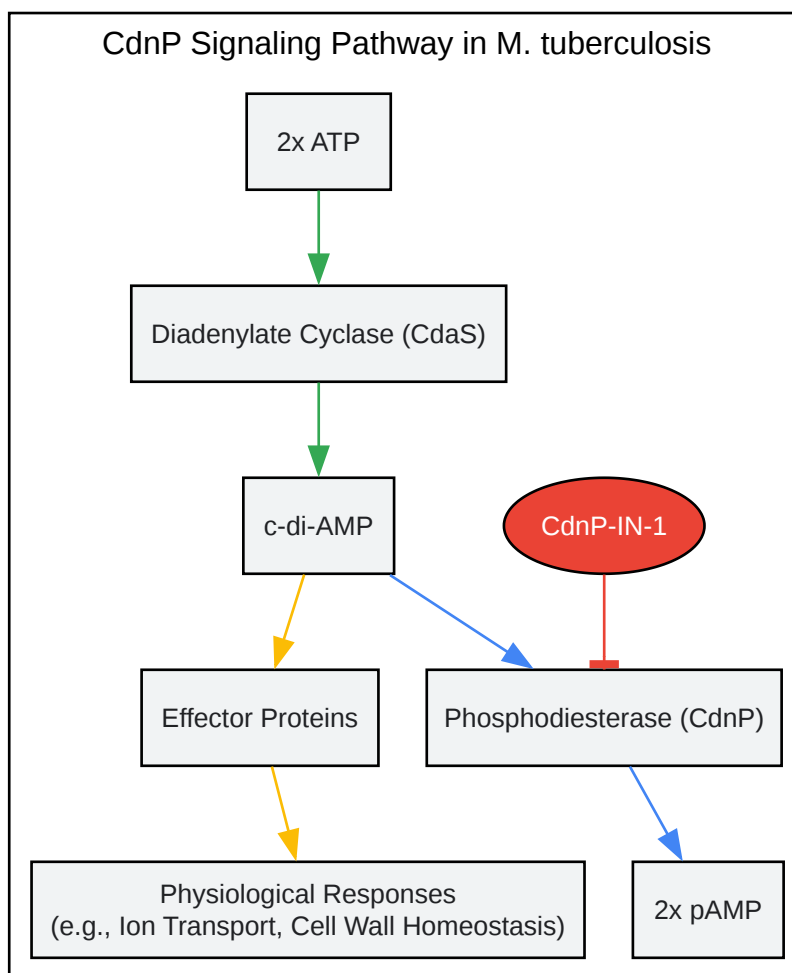 CdnP Signaling Pathway in M. tuberculosis
2x ATP
Diadenylate Cyclase (CdaS)
c-di-AMP
CdnP-IN-1
Effector Proteins
Phosphodiesterase (CdnP)
Physiological Responses
(e.g., Ion Transport, Cell Wall Homeostasis)
2x pAMP